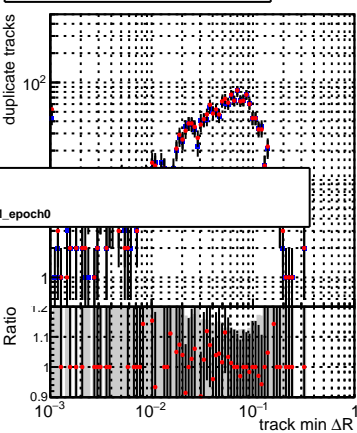 duplicate tracks
10²
l_epoch0
1
Ratio
1.2
1.1
1
0.9
10⁻³
10⁻²
10⁻¹
1
track min ΔR